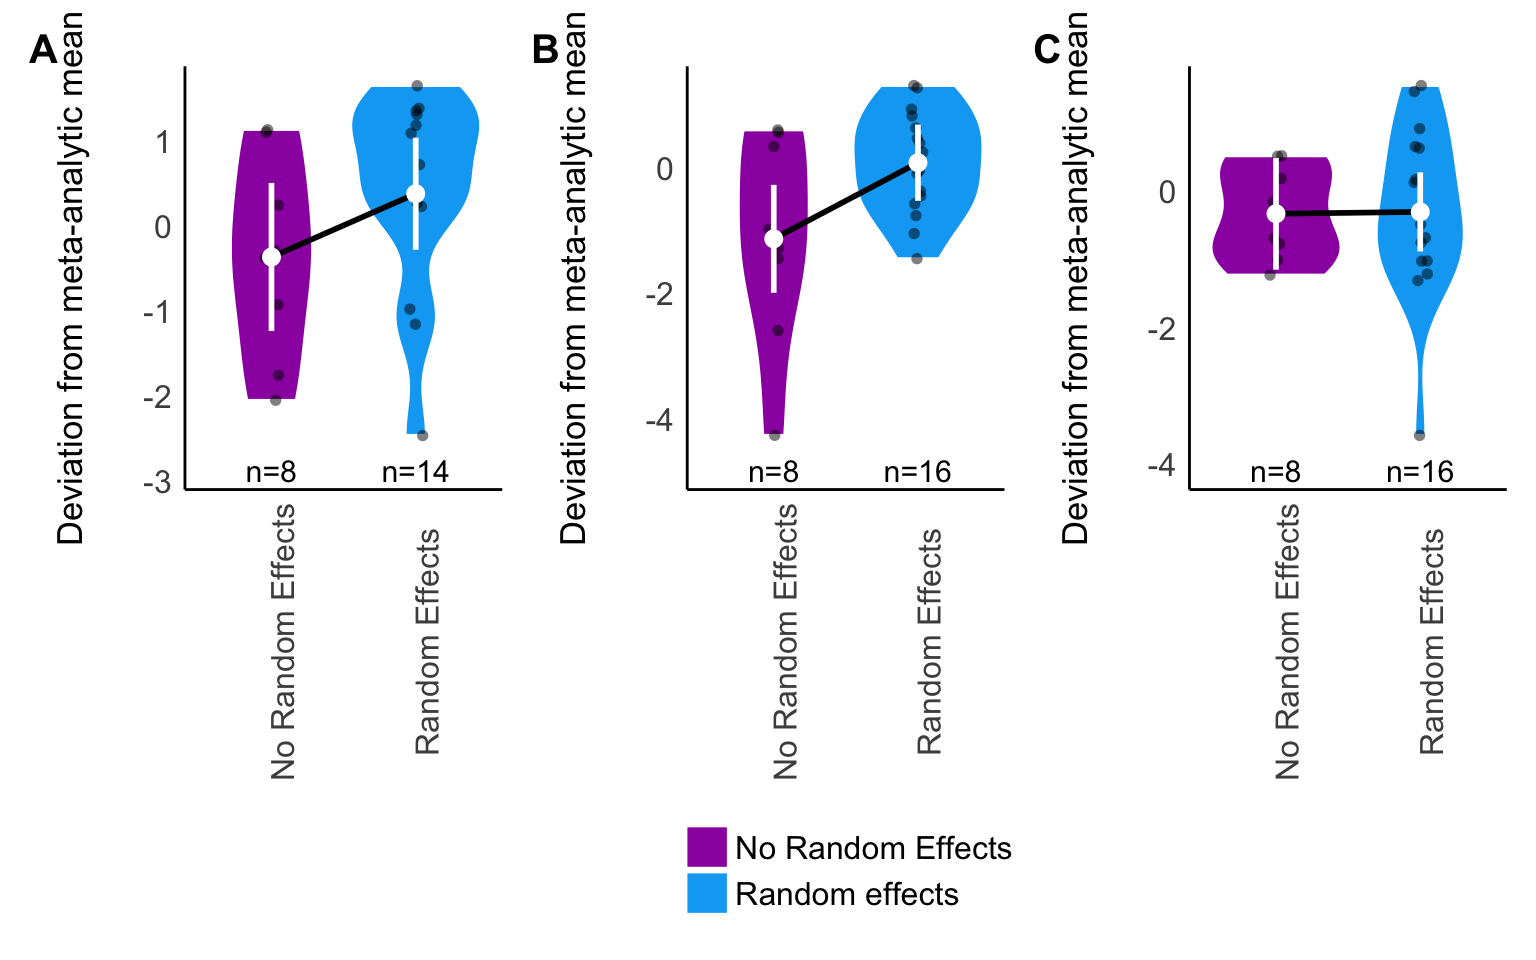 A
Deviation from meta-analytic mean
1
0
-1
-2
-3
n=8
n=14
No Random Effects
Random Effects
B
Deviation from meta-analytic mean
0
-2
-4
n=8
n=16
No Random Effects
Random Effects
C
Deviation from meta-analytic mean
0
-2
-4
n=8
n=16
No Random Effects
Random Effects
No Random Effects
Random effects